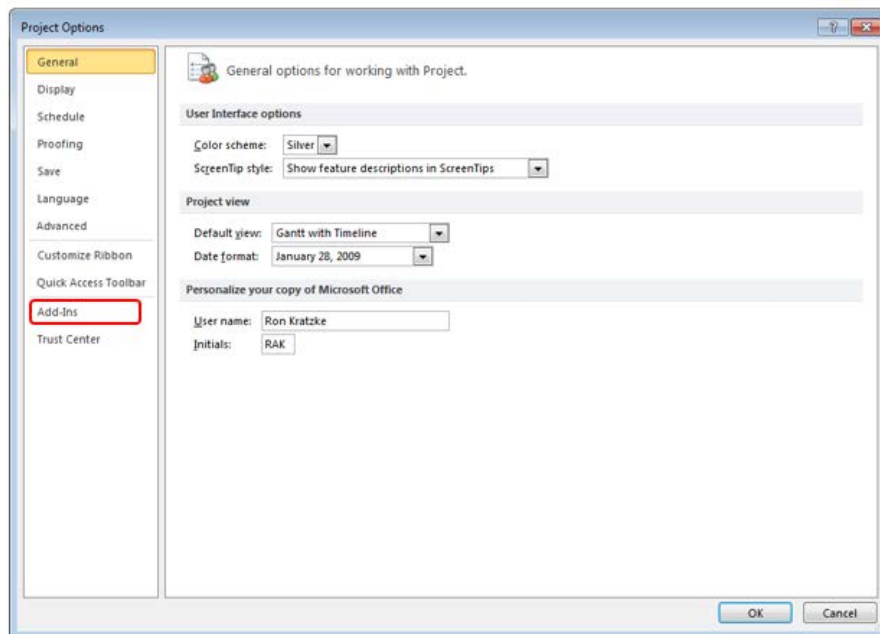 Project Options
General
Display
Schedule
Proofing
Save
Language
Advanced
Customize Ribbon
Quick Access Toolbar
Add-Ins
Trust Center
General options for working with Project.
User Interface options
Color scheme: Silver
ScreenTip style: Show feature descriptions in ScreenTips
Project view
Default view: Gantt with Timeline
Date format: January 28, 2009
Personalize your copy of Microsoft Office
User name: Ron Kratzke
Initials: RAK
OK Cancel